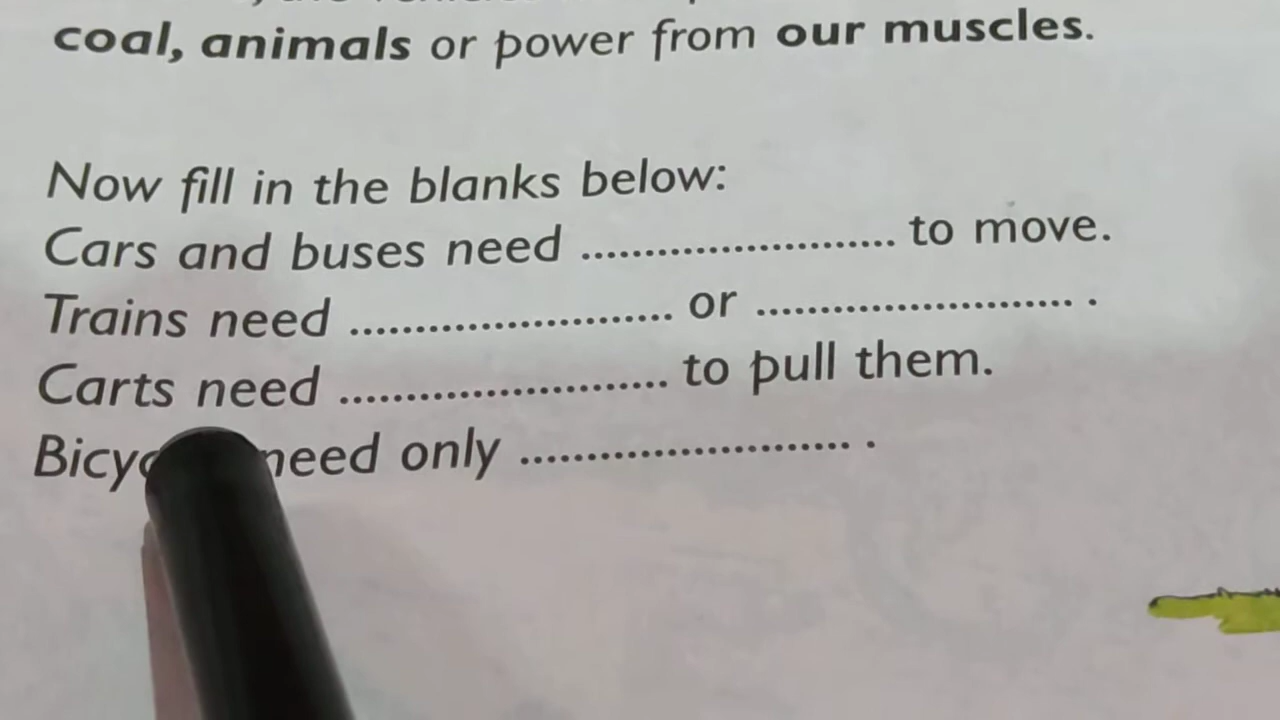 coal, animals or power from our muscles.
Now fill in the blanks below:
Cars and buses need ........................ to move.
Trains need ........................ or ........................ .
Carts need ........................ to pull them.
need only ........................ .